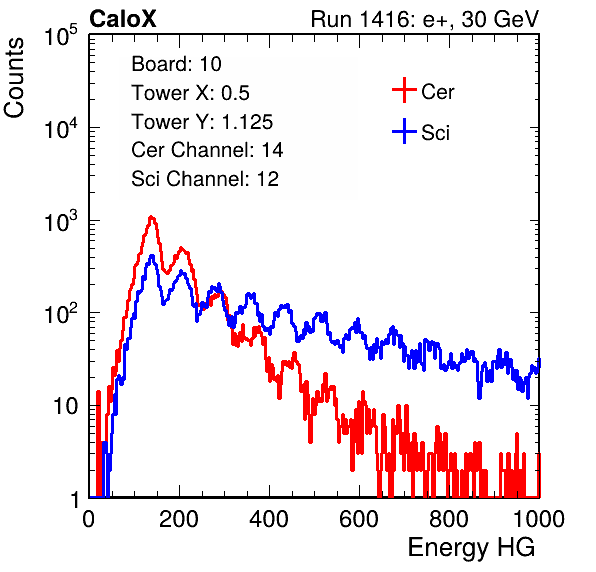 CaloX Run 1416: e+, 30 GeV
Counts
Board: 10
Tower X: 0.5
Tower Y: 1.125
Cer Channel: 14
Sci Channel: 12
Cer
Sci
10^5
10^4
10^3
10^2
10
1
0 200 400 600 800 1000
Energy HG